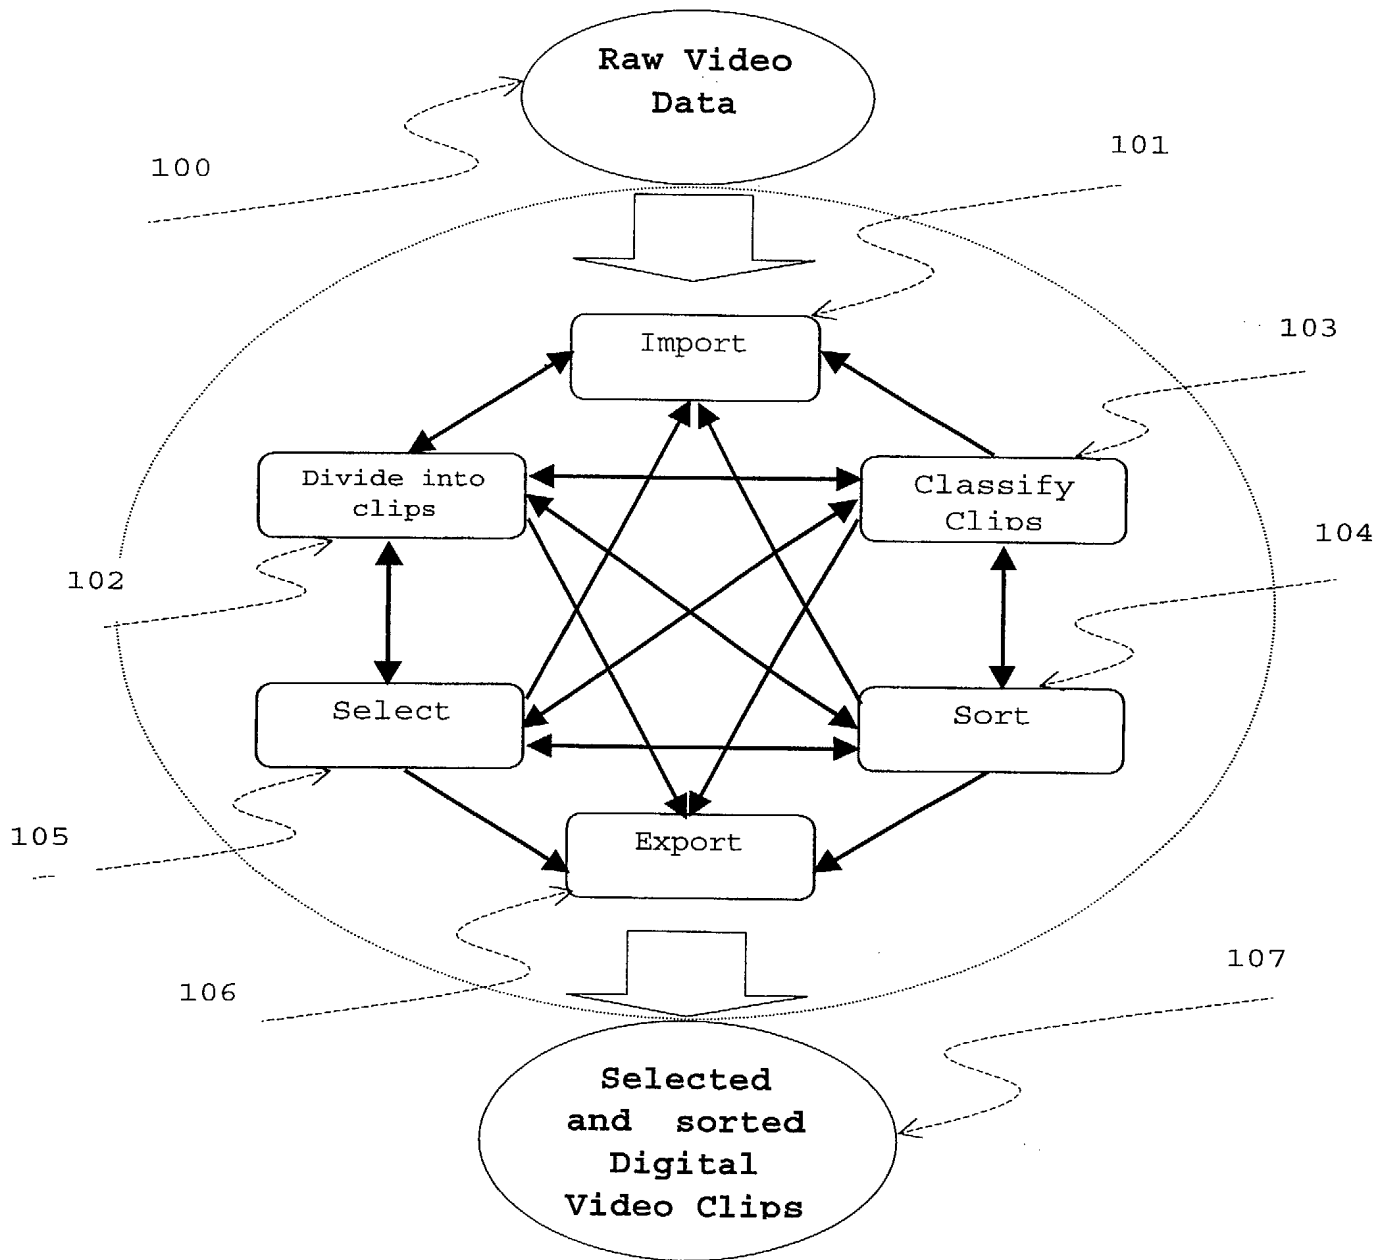 Raw Video
Data
100
101
Import
103
Divide into
clips
Classify
Clips
104
102
Select
Sort
105
Export
106
107
Selected
and sorted
Digital
Video Clips